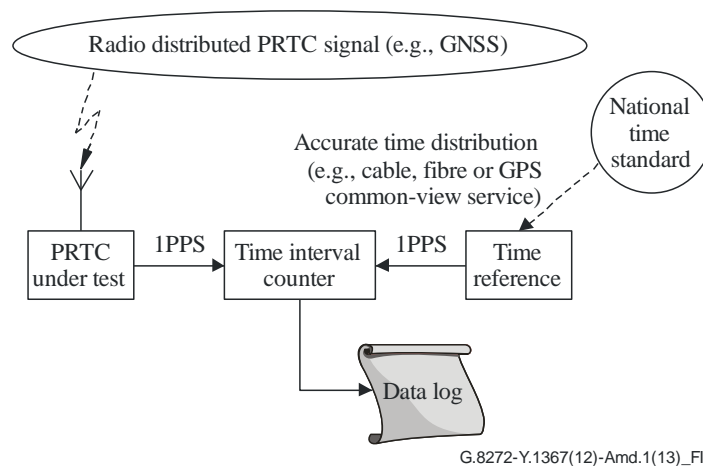 Radio distributed PRTC signal (e.g., GNSS)
National
time
standard
Accurate time distribution
(e.g., cable, fibre or GPS
common-view service)
PRTC
under test
1PPS
Time interval
counter
1PPS
Time
reference
Data log
G.8272-Y.1367(12)-Amd.1(13)_FI